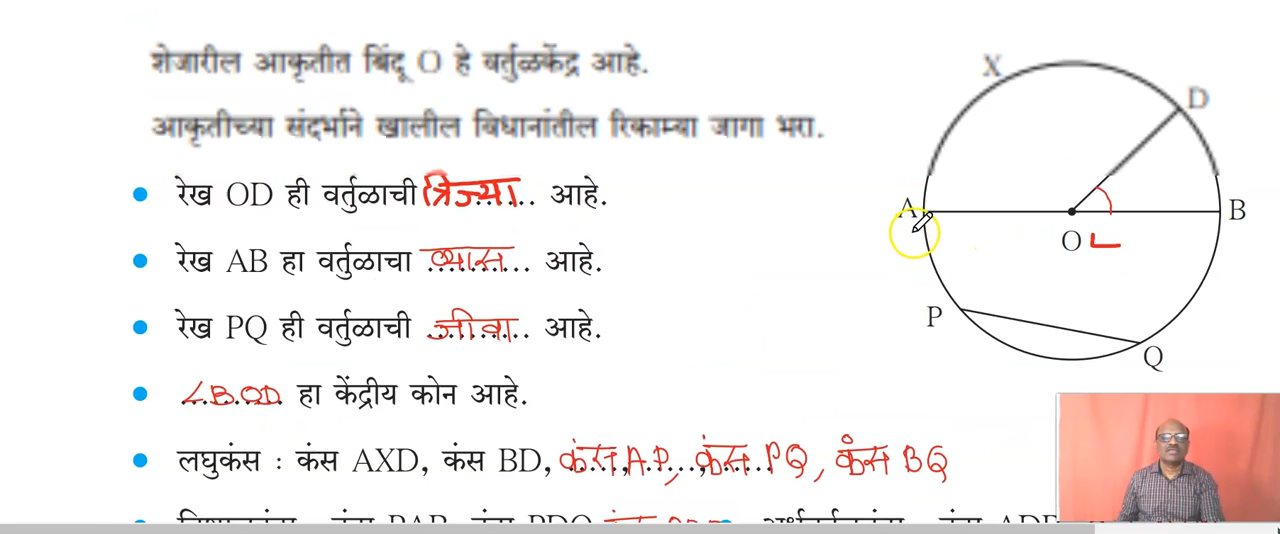 शेजारील आकृतीत बिंदू O हे वर्तुळकेंद्र आहे.
आकृतीच्या संदर्भाने खालील विधानांतील रिकाम्या जागा भरा.
• रेख OD ही वर्तुळाची त्रिज्या आहे.
• रेख AB हा वर्तुळाचा व्यास आहे.
• रेख PQ ही वर्तुळाची जीवा आहे.
• ∠BOD हा केंद्रीय कोन आहे.
• लघुकंस : कंस AXD, कंस BD, कंस AP, कंस PQ, कंस BQ
X
D
A
B
O
P
Q